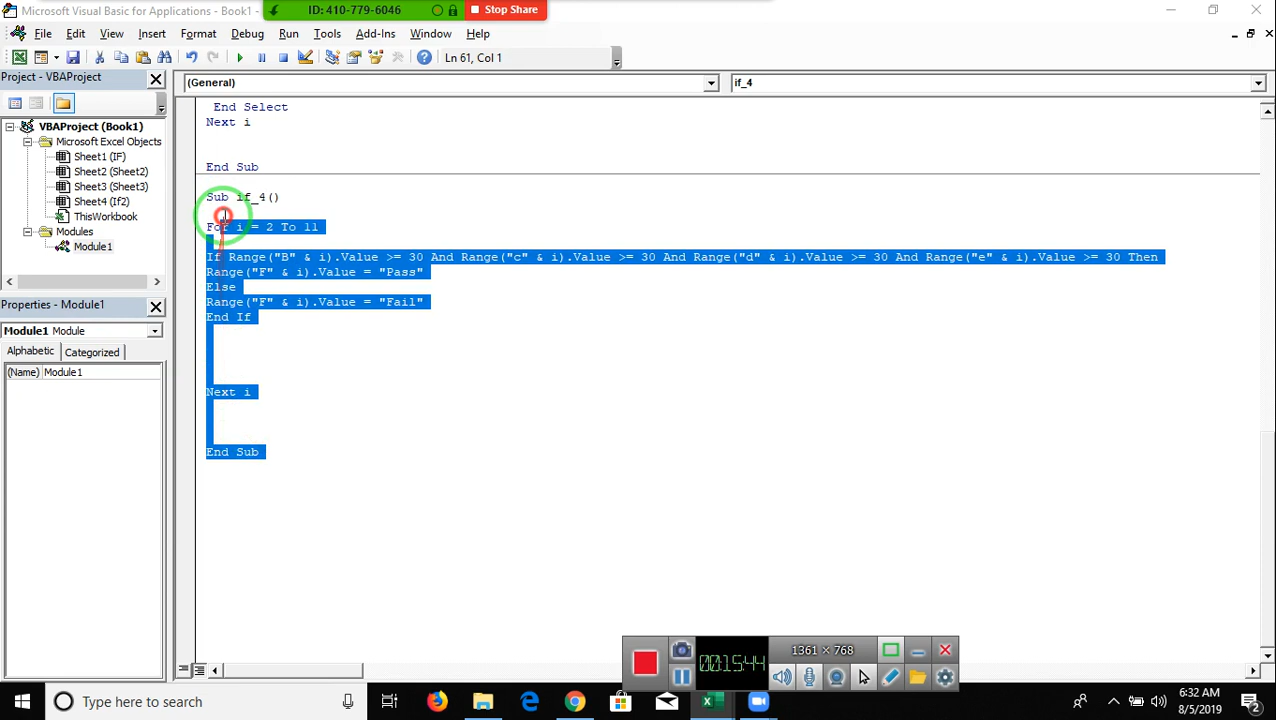 Microsoft Visual Basic for Applications - Book1 -
ID: 410-779-6046
Stop Share
File Edit View Insert Format Debug Run Tools Add-Ins Window Help
Ln 61, Col 1
Project - VBAProject
(General)
if_4
VBAProject (Book1)
Microsoft Excel Objects
Sheet1 (IF)
Sheet2 (Sheet2)
Sheet3 (Sheet3)
Sheet4 (If2)
ThisWorkbook
Modules
Module1
Properties - Module1
Module1 Module
Alphabetic Categorized
(Name) Module1
End Select
Next i
End Sub
Sub if_4()
For i = 2 To 11
If Range("B" & i).Value >= 30 And Range("c" & i).Value >= 30 And Range("d" & i).Value >= 30 And Range("e" & i).Value >= 30 Then
Range("F" & i).Value = "Pass"
Else
Range("F" & i).Value = "Fail"
End If
Next i
End Sub
00:15:44
1361 × 768
Type here to search
6:32 AM
8/5/2019
2